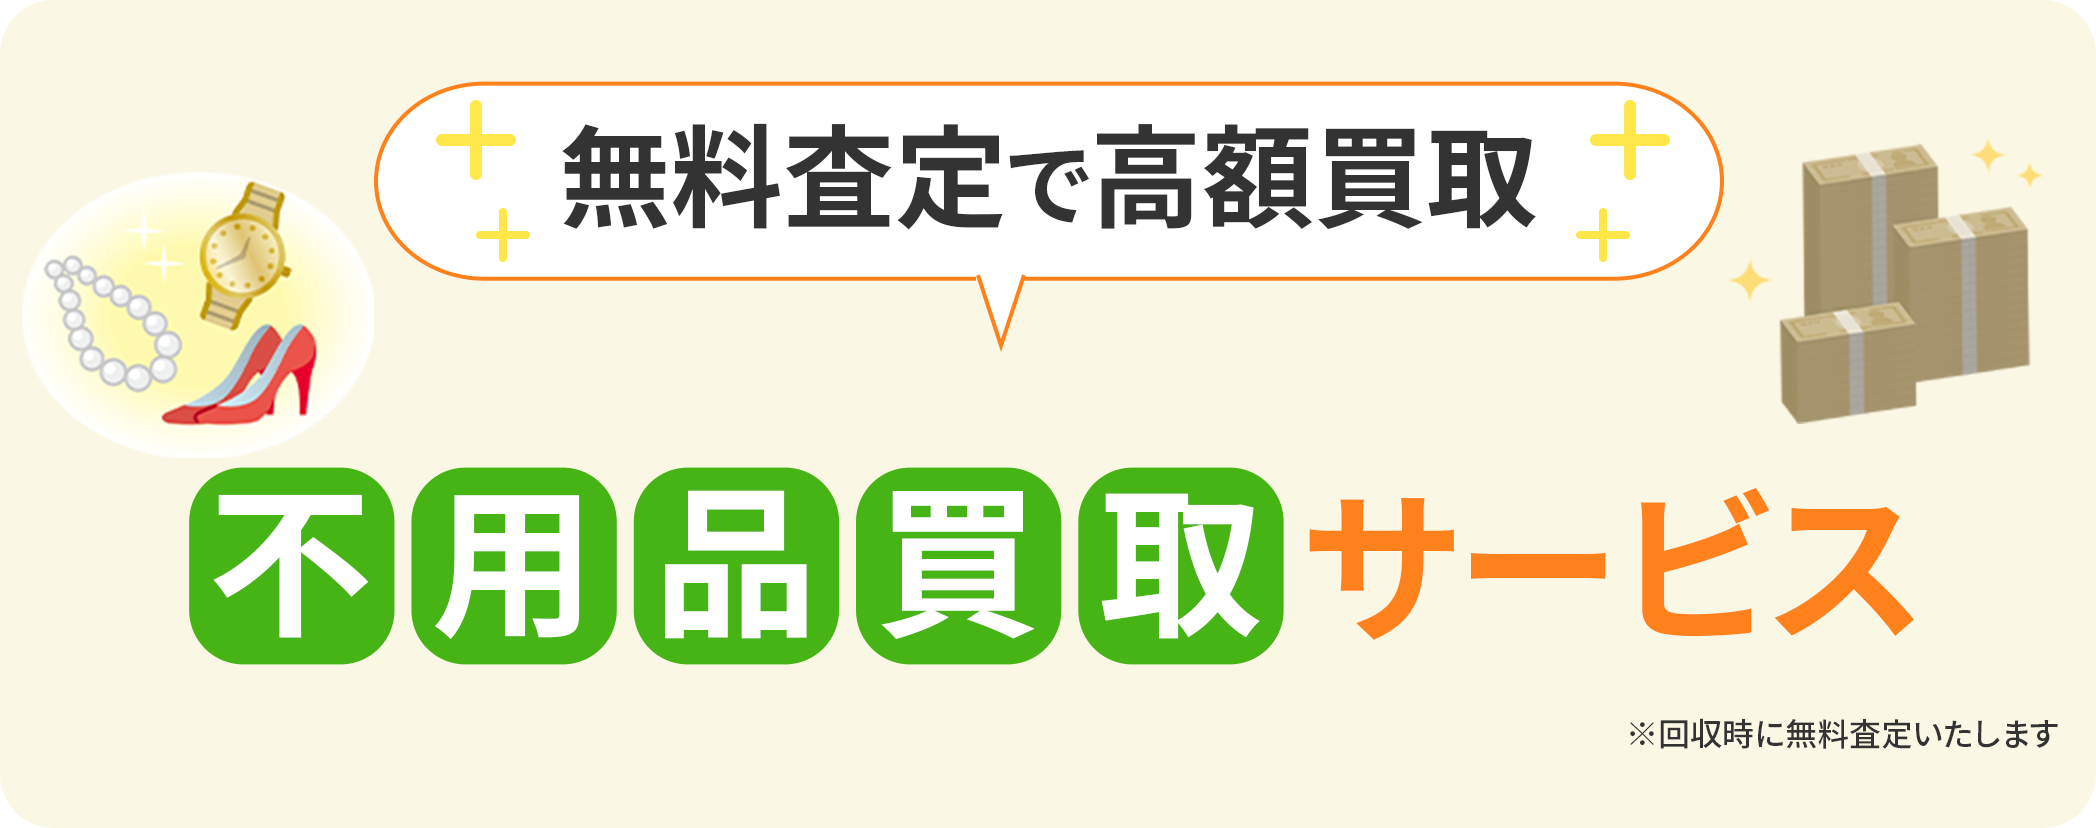 無料査定で高額買取
不用品買取サービス
※回収時に無料査定いたします